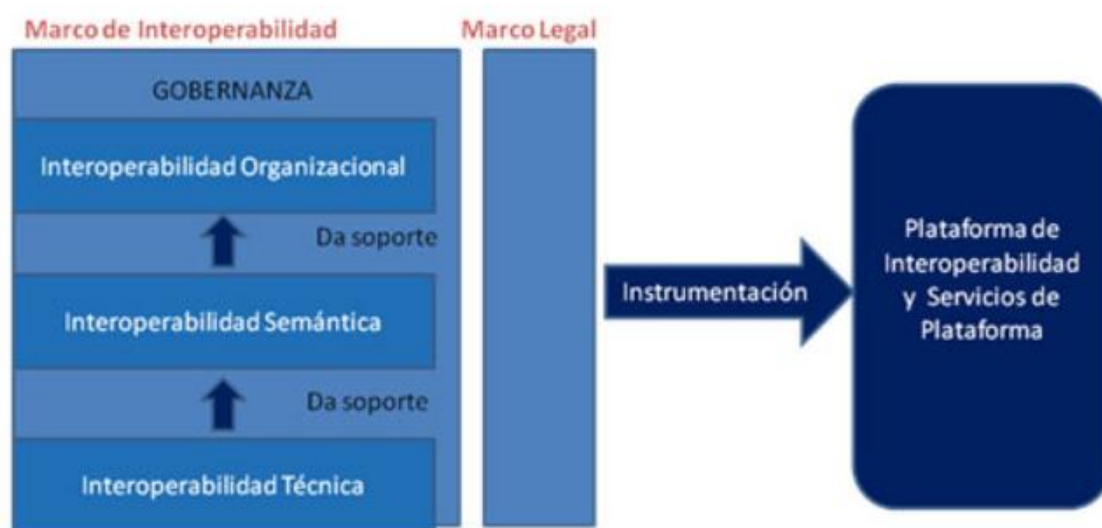 Marco de Interoperabilidad
Marco Legal
GOBERNANZA
Interoperabilidad Organizacional
Da soporte
Interoperabilidad Semántica
Da soporte
Interoperabilidad Técnica
Instrumentación
Plataforma de
Interoperabilidad
y Servicios de
Plataforma